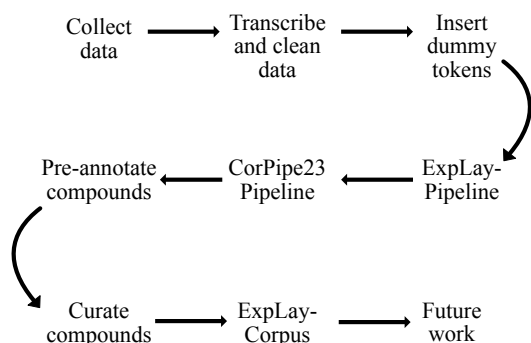 Collect
data
Transcribe
and clean
data
Insert
dummy
tokens
ExpLay-
Pipeline
CorPipe23
Pipeline
Pre-annotate
compounds
Curate
compounds
ExpLay-
Corpus
Future
work